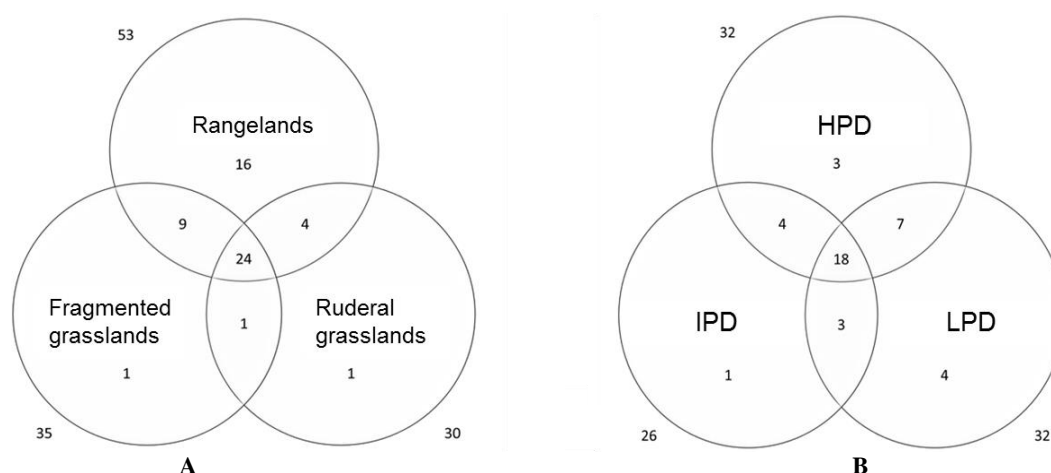 53
Rangelands
16
9
4
24
Fragmented
grasslands
1
1
Ruderal
grasslands
1
35
30
A
32
HPD
3
4
7
18
IPD
1
3
LPD
4
26
32
B